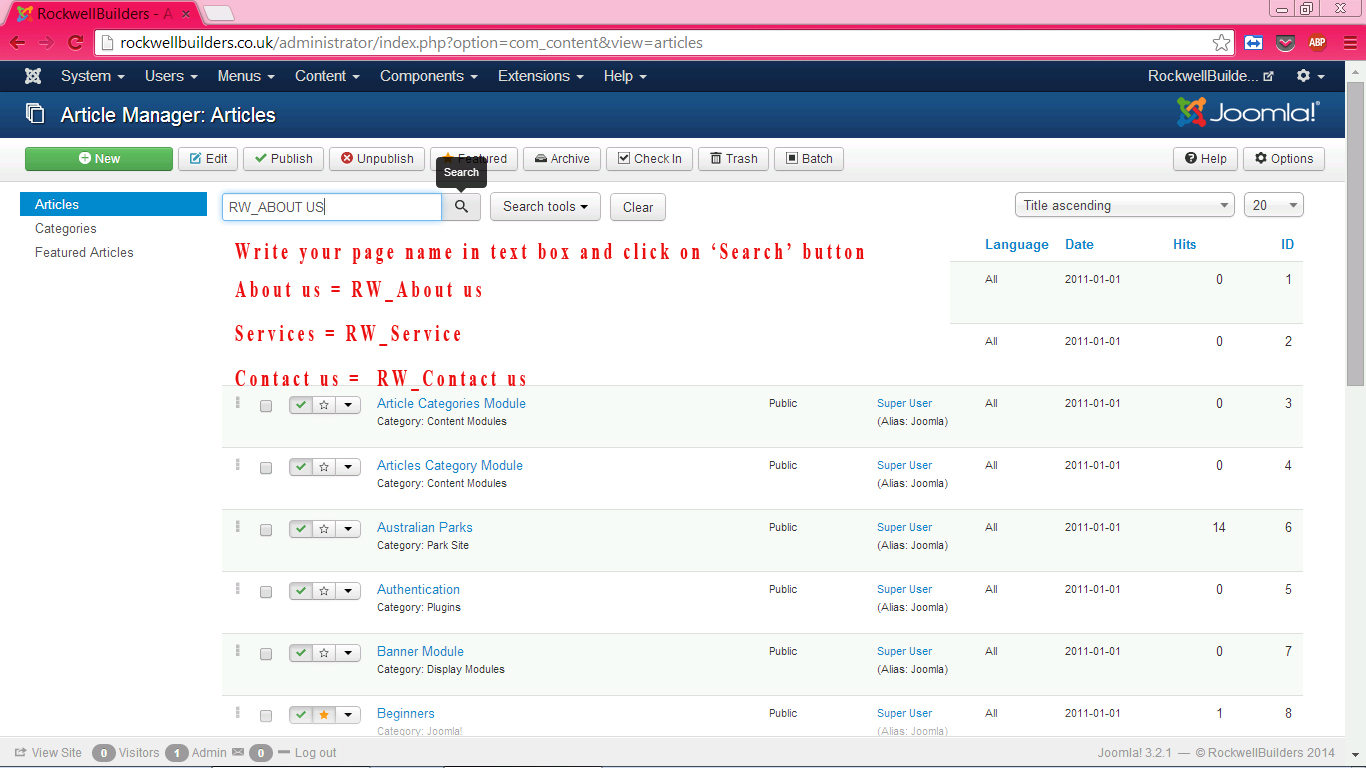 RockwellBuilders - A
rockwellbuilders.co.uk/administrator/index.php?option=com_content&view=articles
ABP
System Users Menus Content Components Extensions Help RockwellBuilde...
Article Manager: Articles Joomla!®
New Edit Publish Unpublish Featured Archive Check In Trash Batch Help Options
Search
Articles
Categories
Featured Articles
RW_ABOUT US Search tools Clear Title ascending 20
Write your page name in text box and click on ‘Search’ button
About us = RW_About us
Services = RW_Service
Contact us = RW_Contact us
Language Date Hits ID
All 2011-01-01 0 1
All 2011-01-01 0 2
Article Categories Module Public Super User All 2011-01-01 0 3
Category: Content Modules (Alias: Joomla)
Articles Category Module Public Super User All 2011-01-01 0 4
Category: Content Modules (Alias: Joomla)
Australian Parks Public Super User All 2011-01-01 14 6
Category: Park Site (Alias: Joomla)
Authentication Public Super User All 2011-01-01 0 5
Category: Plugins (Alias: Joomla)
Banner Module Public Super User All 2011-01-01 0 7
Category: Display Modules (Alias: Joomla)
Beginners Public Super User All 2011-01-01 1 8
Category: Joomla! (Alias: Joomla)
View Site 0 Visitors 1 Admin 0 Log out Joomla! 3.2.1 — © RockwellBuilders 2014